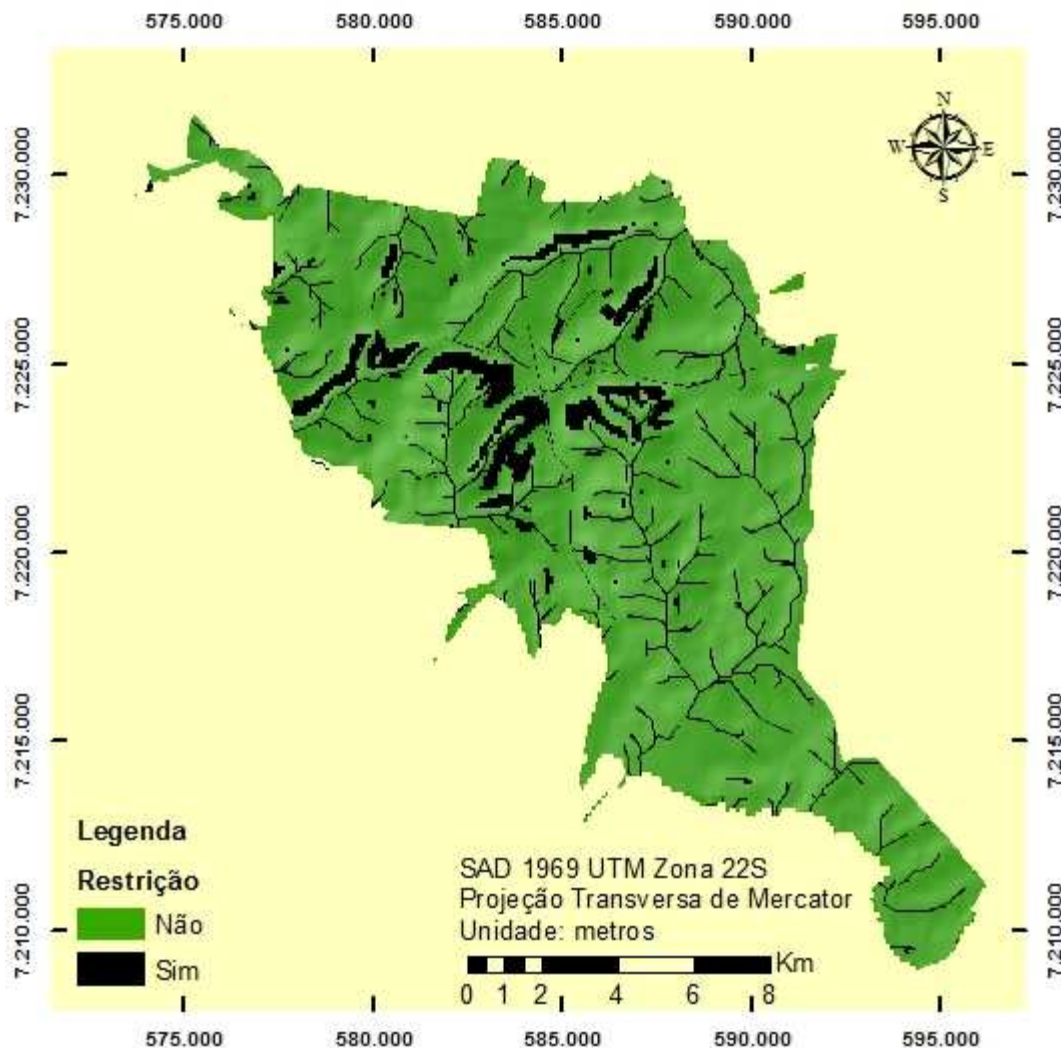 575.000 580.000 585.000 590.000 595.000
7.230.000 7.230.000
7.225.000 7.225.000
7.220.000 7.220.000
7.215.000 7.215.000
7.210.000 7.210.000
N
W E
S
Legenda
Restrição
Não
Sim
SAD 1969 UTM Zona 22S
Projeção Transversa de Mercator
Unidade: metros
Km
0 1 2 4 6 8
575.000 580.000 585.000 590.000 595.000